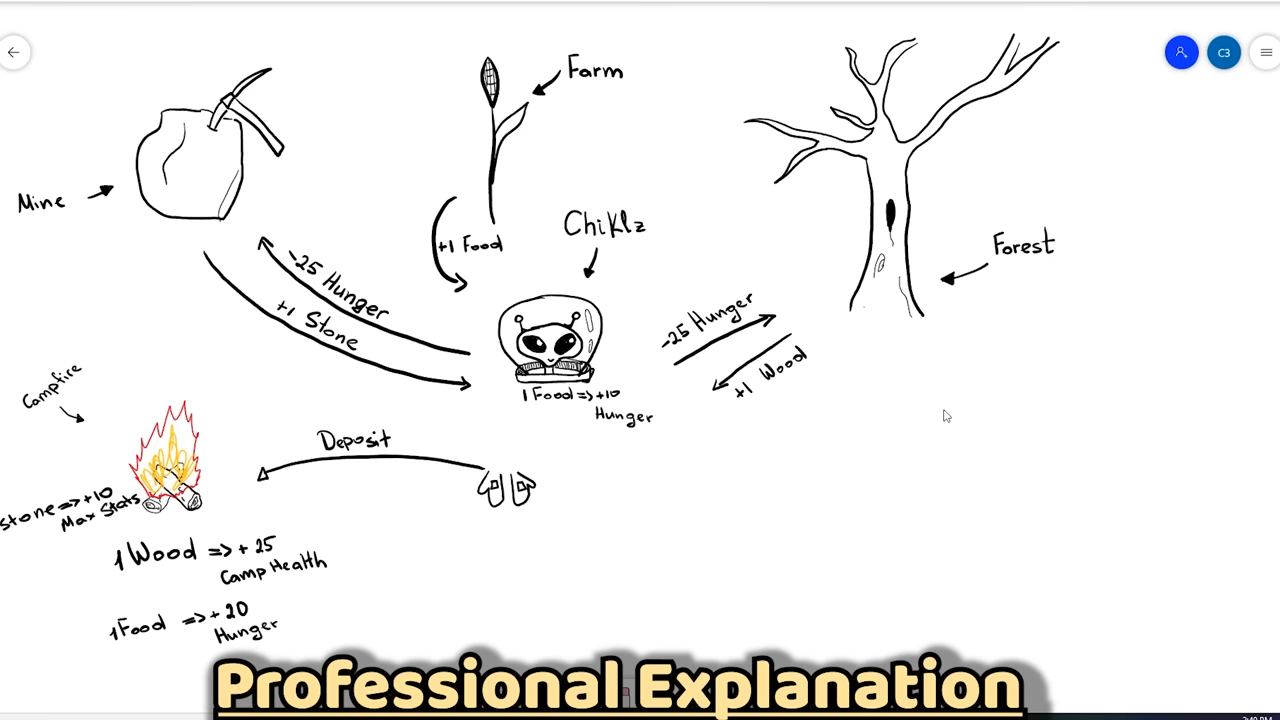 C3
Farm
Mine
+1 Food
Chiklz
Forest
-25 Hunger
+1 Stone
-25 Hunger
+1 Wood
1 Food => +10
Hunger
Campfire
Deposit
Stone => +10
Max Stats
1 Wood => + 25
Camp Health
1 Food => + 20
Hunger
Professional Explanation